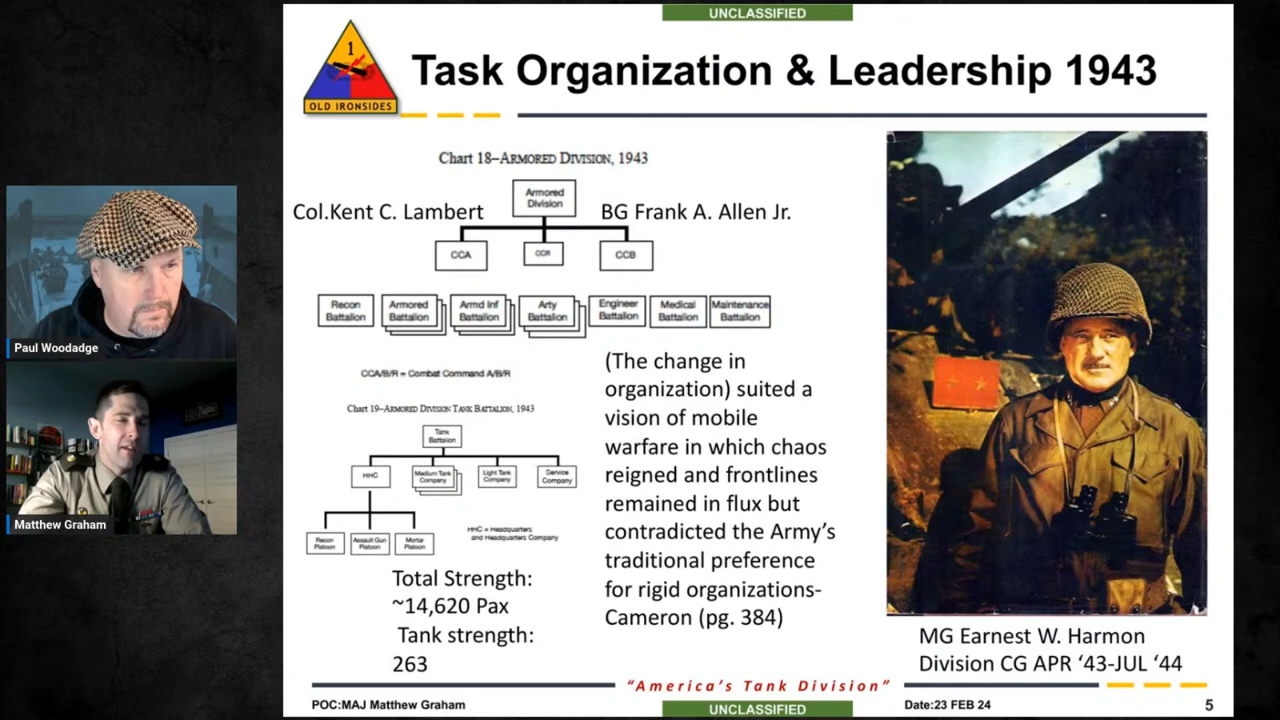 UNCLASSIFIED
1
OLD IRONSIDES
Task Organization & Leadership 1943
Chart 18–ARMORED DIVISION, 1943
Armored
Division
Col.Kent C. Lambert
BG Frank A. Allen Jr.
CCA
CCR
CCB
Recon
Battalion
Armored
Battalion
Armd Inf
Battalion
Arty
Battalion
Engineer
Battalion
Medical
Battalion
Maintenance
Battalion
CCA/B/R = Combat Command A/B/R
Chart 19–ARMORED DIVISION TANK BATTALION, 1943
Tank
Battalion
HHC
Medium Tank
Company
Light Tank
Company
Service
Company
Recon
Platoon
Assault Gun
Platoon
Mortar
Platoon
HHC = Headquarters
and Headquarters Company
Total Strength:
~14,620 Pax
Tank strength:
263
(The change in
organization) suited a
vision of mobile
warfare in which chaos
reigned and frontlines
remained in flux but
contradicted the Army’s
traditional preference
for rigid organizations-
Cameron (pg. 384)
MG Earnest W. Harmon
Division CG APR ‘43-JUL ‘44
Paul Woodadge
Matthew Graham
“America’s Tank Division”
POC:MAJ Matthew Graham
UNCLASSIFIED
Date:23 FEB 24
5